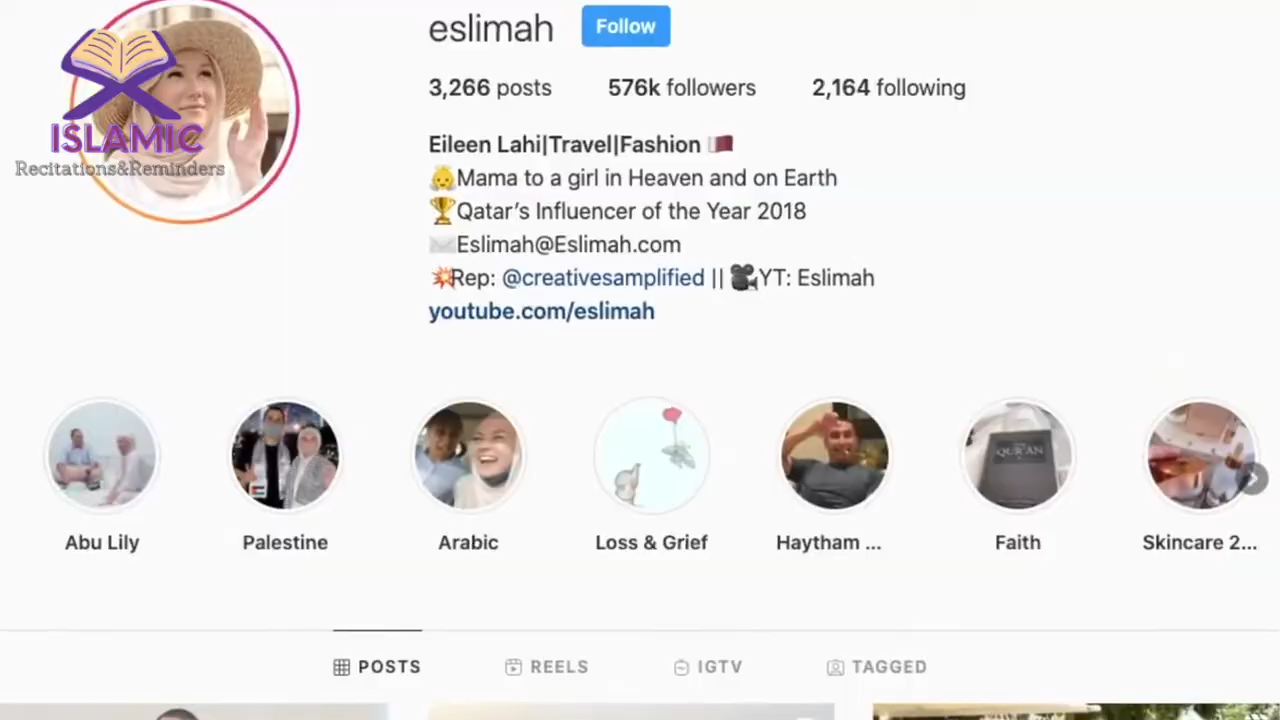 eslimah Follow
3,266 posts 576k followers 2,164 following
ISLAMIC
Recitations&Reminders
Eileen Lahi|Travel|Fashion 🇶🇦
👧Mama to a girl in Heaven and on Earth
🏆Qatar’s Influencer of the Year 2018
✉️Eslimah@Eslimah.com
💥Rep: @creativesamplified || 🎥YT: Eslimah
youtube.com/eslimah
QUR'AN
Abu Lily Palestine Arabic Loss & Grief Haytham ... Faith Skincare 2...
POSTS REELS IGTV TAGGED